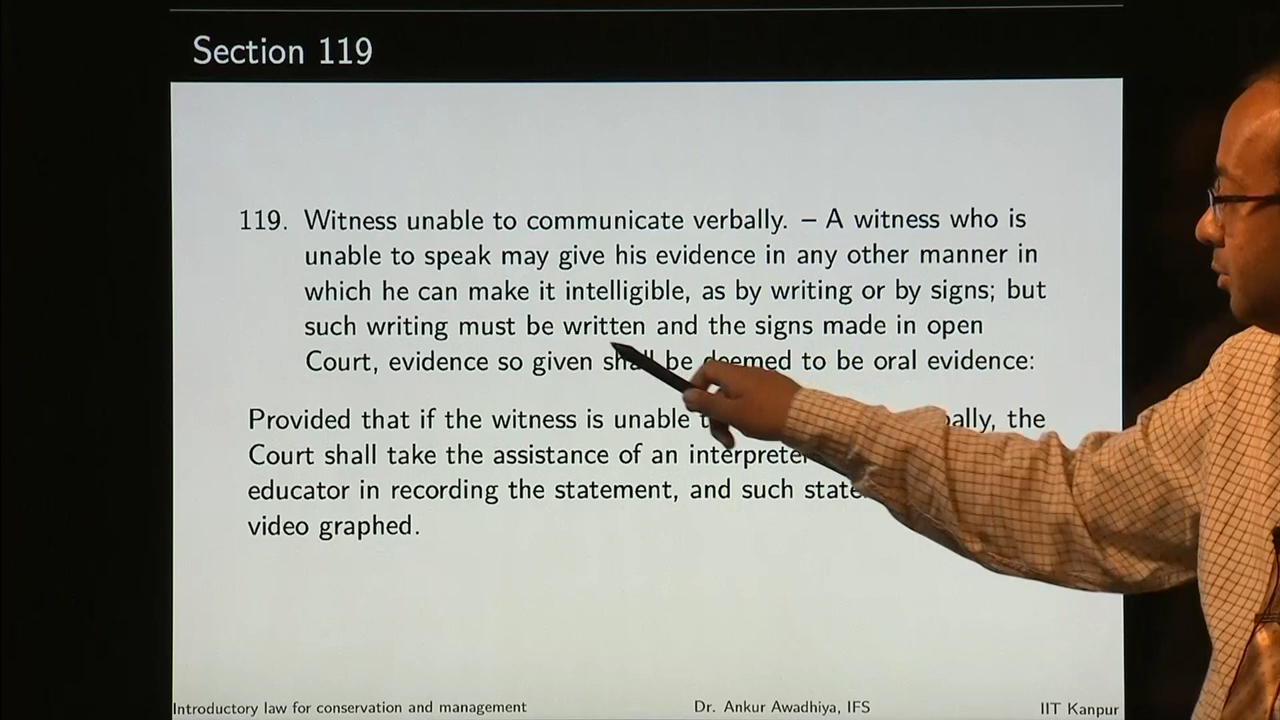 Section 119
119. Witness unable to communicate verbally. – A witness who is
unable to speak may give his evidence in any other manner in
which he can make it intelligible, as by writing or by signs; but
such writing must be written and the signs made in open
Court, evidence so given shall be deemed to be oral evidence:
Provided that if the witness is unable the
Court shall take the assistance of an
educator in recording the statement, and such
video graphed.
Introductory law for conservation and management Dr. Ankur Awadhiya, IFS IIT Kanpur